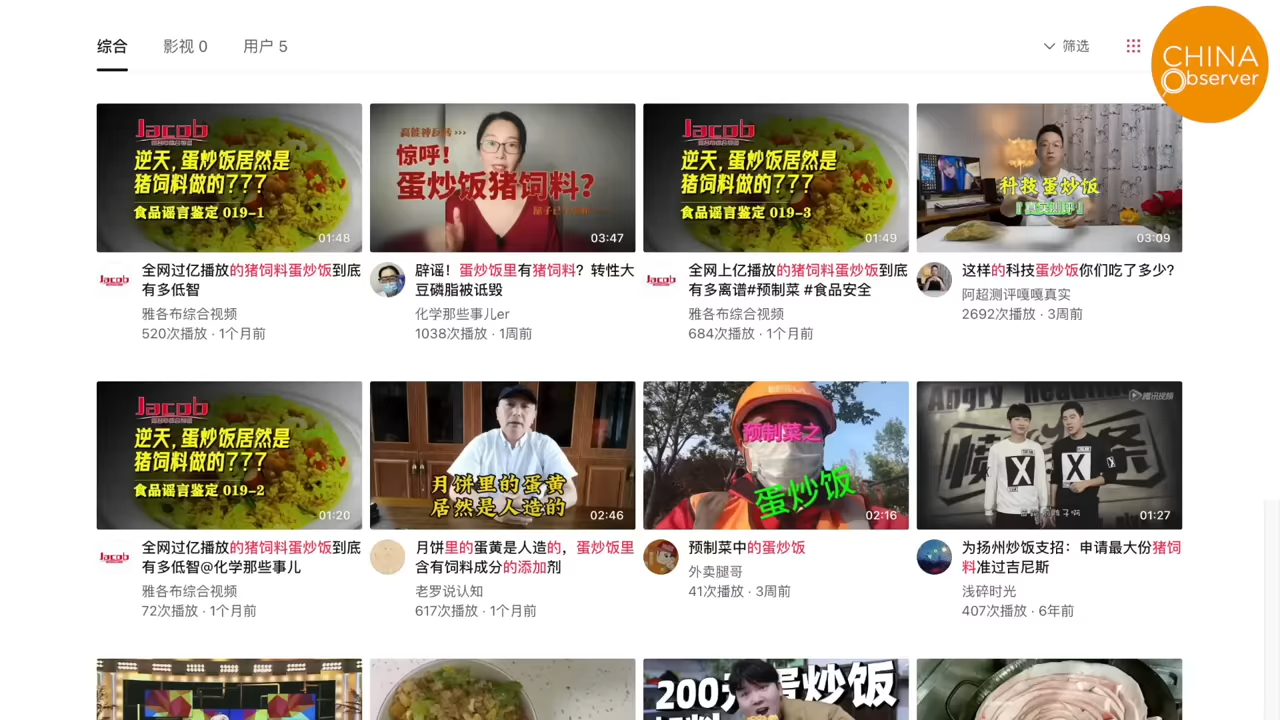 综合
影视 0
用户 5
筛选
CHINA
Observer
Jacob
逆天,蛋炒饭居然是
猪饲料做的???
食品谣言鉴定 019-1
01:48
惊呼!
蛋炒饭猪饲料?
03:47
Jacob
逆天,蛋炒饭居然是
猪饲料做的???
食品谣言鉴定 019-3
01:49
科技蛋炒饭
『真实测评』
03:09
Jacob
全网过亿播放的猪饲料蛋炒饭到底
有多低智
雅各布综合视频
520次播放 · 1个月前
辟谣!蛋炒饭里有猪饲料?转性大
豆磷脂被诋毁
化学那些事儿er
1038次播放 · 1周前
Jacob
全网上亿播放的猪饲料蛋炒饭到底
有多离谱#预制菜 #食品安全
雅各布综合视频
684次播放 · 1个月前
这样的科技蛋炒饭你们吃了多少?
阿超测评嘎嘎真实
2692次播放 · 3周前
Jacob
逆天,蛋炒饭居然是
猪饲料做的???
食品谣言鉴定 019-2
01:20
月饼里的蛋黄
居然是人造的
02:46
预制菜之
蛋炒饭
02:16
Angry
腾讯视频
X
X
01:27
Jacob
全网过亿播放的猪饲料蛋炒饭到底
有多低智@化学那些事儿
雅各布综合视频
72次播放 · 1个月前
月饼里的蛋黄是人造的,蛋炒饭里
含有饲料成分的添加剂
老罗说认知
617次播放 · 1个月前
预制菜中的蛋炒饭
外卖腿哥
41次播放 · 3周前
为扬州炒饭支招:申请最大份猪饲
料准过吉尼斯
浅碎时光
407次播放 · 6年前